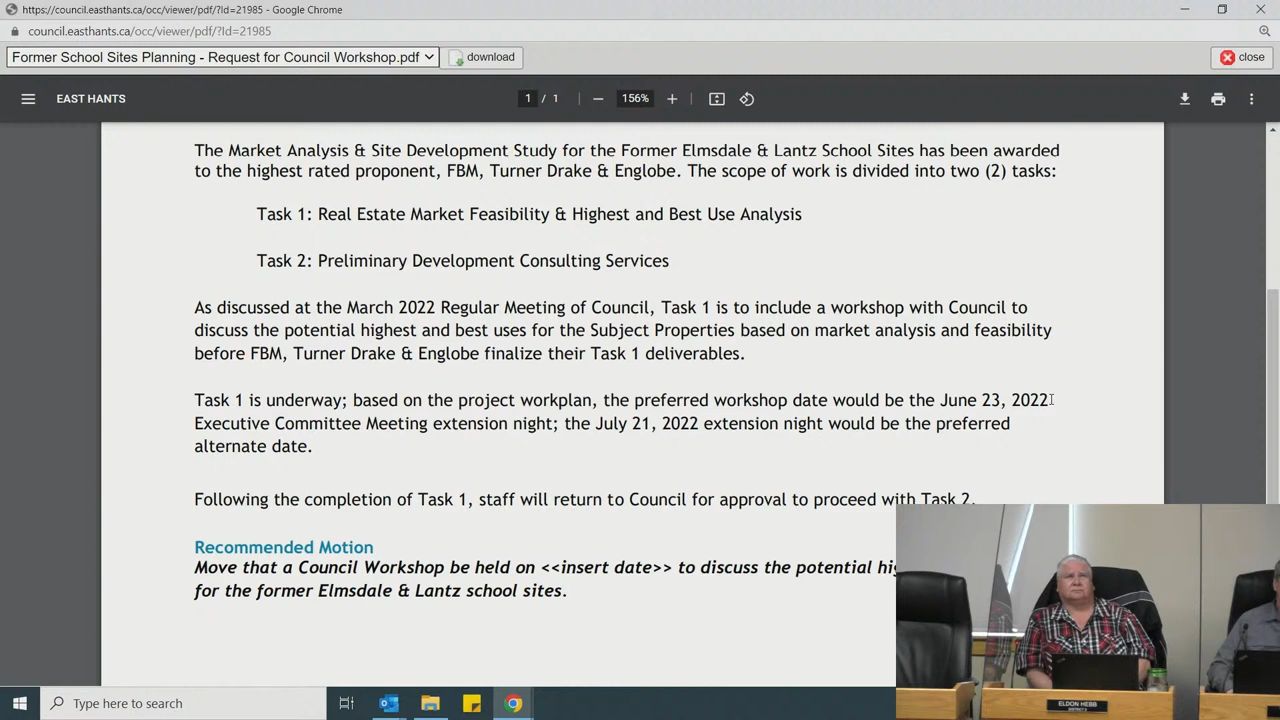 https://council.easthants.ca/occ/viewer/pdf/?Id=21985 - Google Chrome
council.easthants.ca/occ/viewer/pdf/?Id=21985
Former School Sites Planning - Request for Council Workshop.pdf download close
EAST HANTS 1 / 1 156%
The Market Analysis & Site Development Study for the Former Elmsdale & Lantz School Sites has been awarded
to the highest rated proponent, FBM, Turner Drake & Englobe. The scope of work is divided into two (2) tasks:
Task 1: Real Estate Market Feasibility & Highest and Best Use Analysis
Task 2: Preliminary Development Consulting Services
As discussed at the March 2022 Regular Meeting of Council, Task 1 is to include a workshop with Council to
discuss the potential highest and best uses for the Subject Properties based on market analysis and feasibility
before FBM, Turner Drake & Englobe finalize their Task 1 deliverables.
Task 1 is underway; based on the project workplan, the preferred workshop date would be the June 23, 2022
Executive Committee Meeting extension night; the July 21, 2022 extension night would be the preferred
alternate date.
Following the completion of Task 1, staff will return to Council for approval to proceed with Task 2.
Recommended Motion
Move that a Council Workshop be held on <<insert date>> to discuss the potential hig
for the former Elmsdale & Lantz school sites.
ELDON HEBB
Type here to search